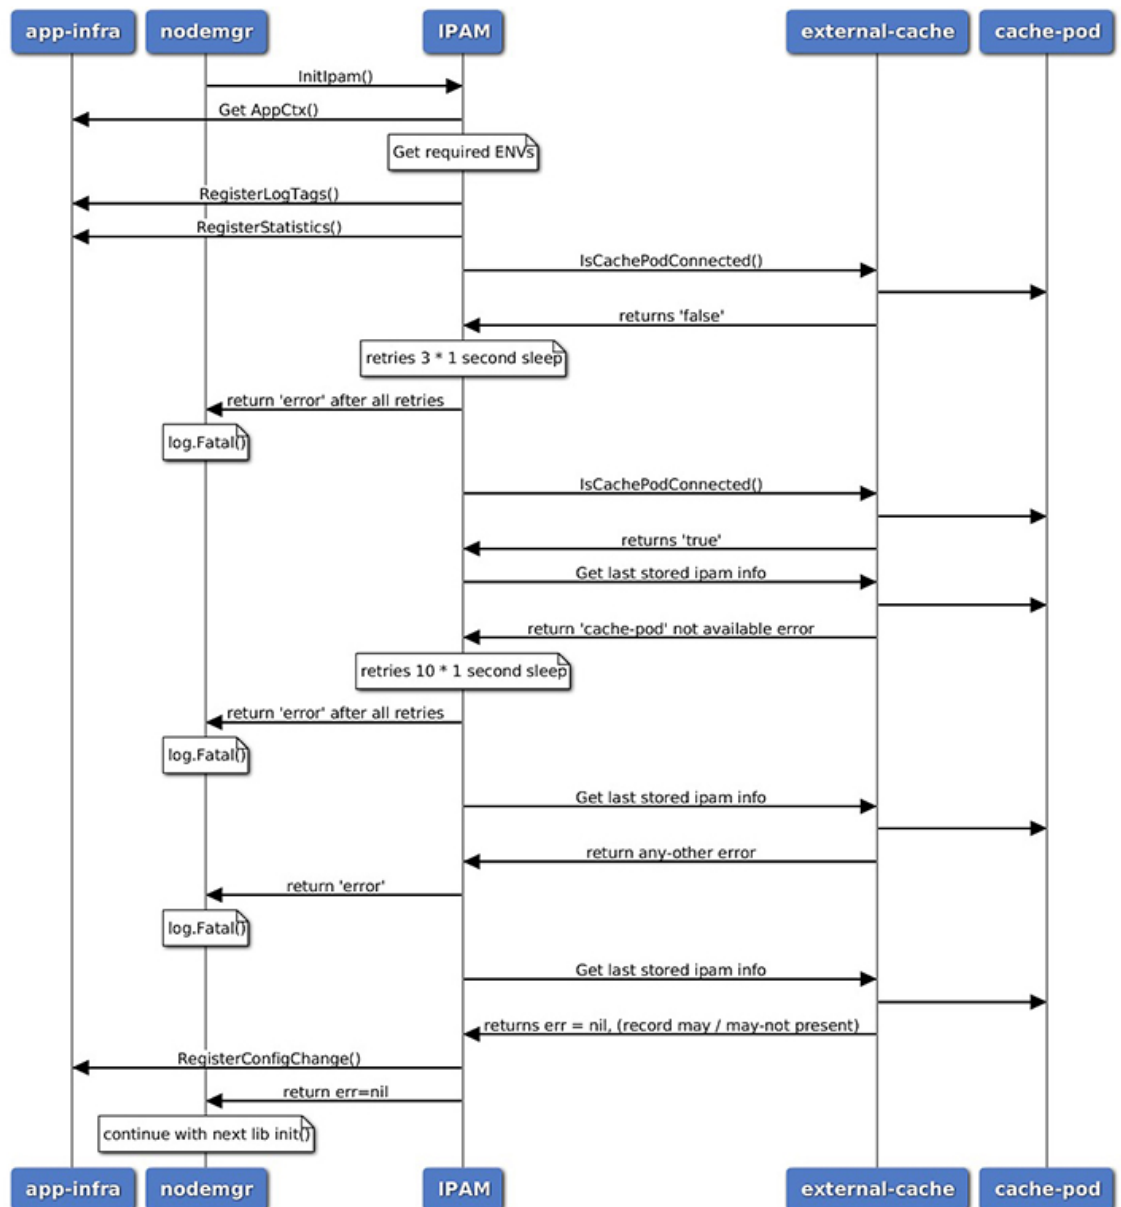 app-infra nodemgr IPAM external-cache cache-pod
InitIpam()
Get AppCtx()
Get required ENVs
RegisterLogTags()
RegisterStatistics()
IsCachePodConnected()
returns 'false'
retries 3 * 1 second sleep
return 'error' after all retries
log.Fatal()
IsCachePodConnected()
returns 'true'
Get last stored ipam info
return 'cache-pod' not available error
retries 10 * 1 second sleep
return 'error' after all retries
log.Fatal()
Get last stored ipam info
return any-other error
return 'error'
log.Fatal()
Get last stored ipam info
returns err = nil, (record may / may-not present)
RegisterConfigChange()
return err=nil
continue with next lib init()
app-infra nodemgr IPAM external-cache cache-pod